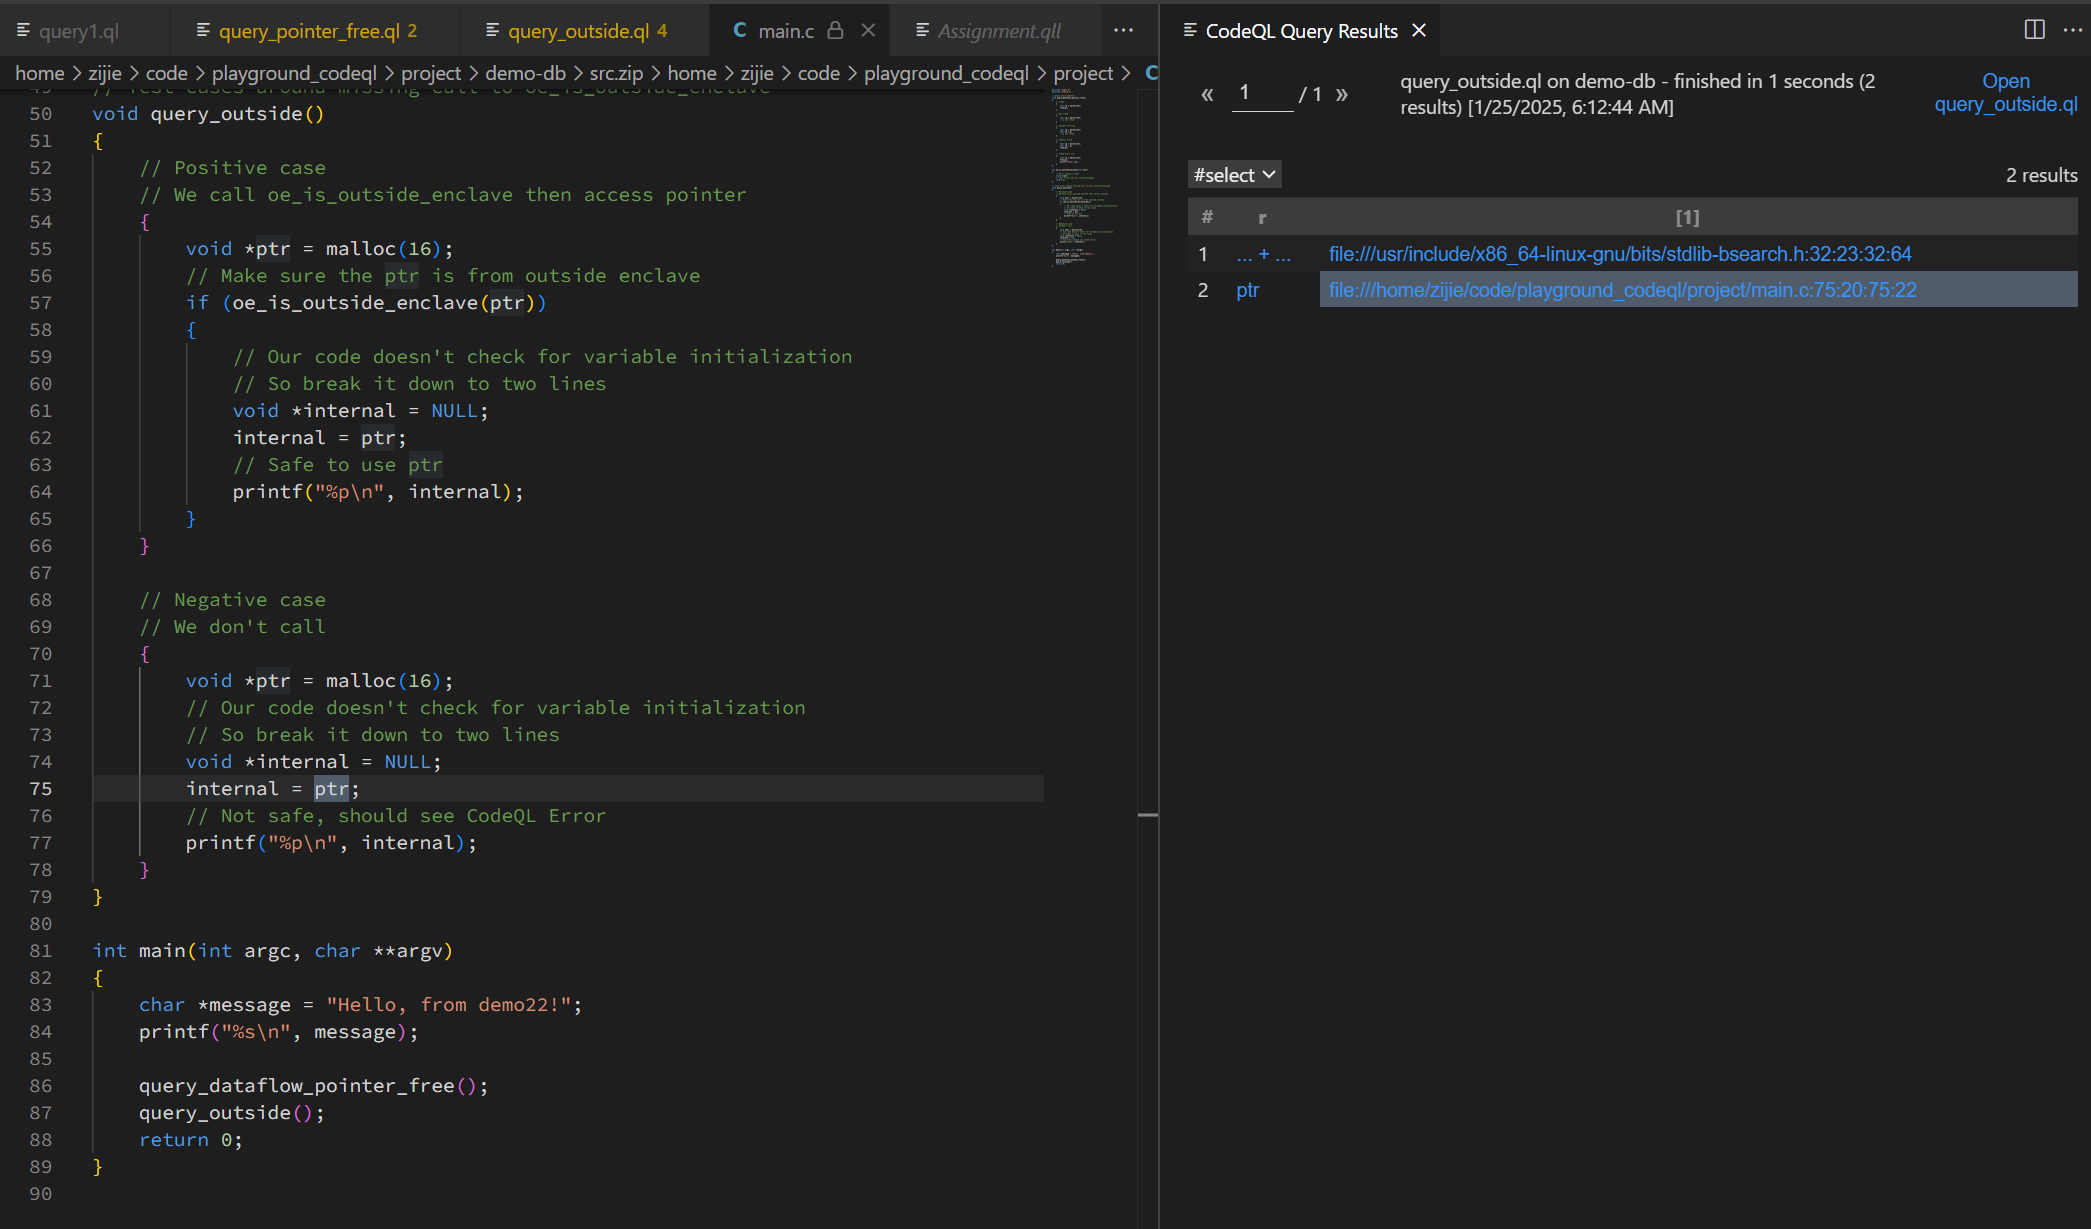 query1.ql query_pointer_free.ql 2 query_outside.ql 4 C main.c Assignment.qll ...
home > zijie > code > playground_codeql > project > demo-db > src.zip > home > zijie > code > playground_codeql > project > C
49 // Test cases around missing call to oe_is_outside_enclave
50 void query_outside()
51 {
52 // Positive case
53 // We call oe_is_outside_enclave then access pointer
54 {
55 void *ptr = malloc(16);
56 // Make sure the ptr is from outside enclave
57 if (oe_is_outside_enclave(ptr))
58 {
59 // Our code doesn't check for variable initialization
60 // So break it down to two lines
61 void *internal = NULL;
62 internal = ptr;
63 // Safe to use ptr
64 printf("%p\n", internal);
65 }
66 }
67
68 // Negative case
69 // We don't call
70 {
71 void *ptr = malloc(16);
72 // Our code doesn't check for variable initialization
73 // So break it down to two lines
74 void *internal = NULL;
75 internal = ptr;
76 // Not safe, should see CodeQL Error
77 printf("%p\n", internal);
78 }
79 }
80
81 int main(int argc, char **argv)
82 {
83 char *message = "Hello, from demo22!";
84 printf("%s\n", message);
85
86 query_dataflow_pointer_free();
87 query_outside();
88 return 0;
89 }
90
CodeQL Query Results
« 1 / 1 »
query_outside.ql on demo-db - finished in 1 seconds (2
results) [1/25/2025, 6:12:44 AM]
Open
query_outside.ql
#select 2 results
# r [1]
1 ... + ... file:///usr/include/x86_64-linux-gnu/bits/stdlib-bsearch.h:32:23:32:64
2 ptr file:///home/zijie/code/playground_codeql/project/main.c:75:20:75:22